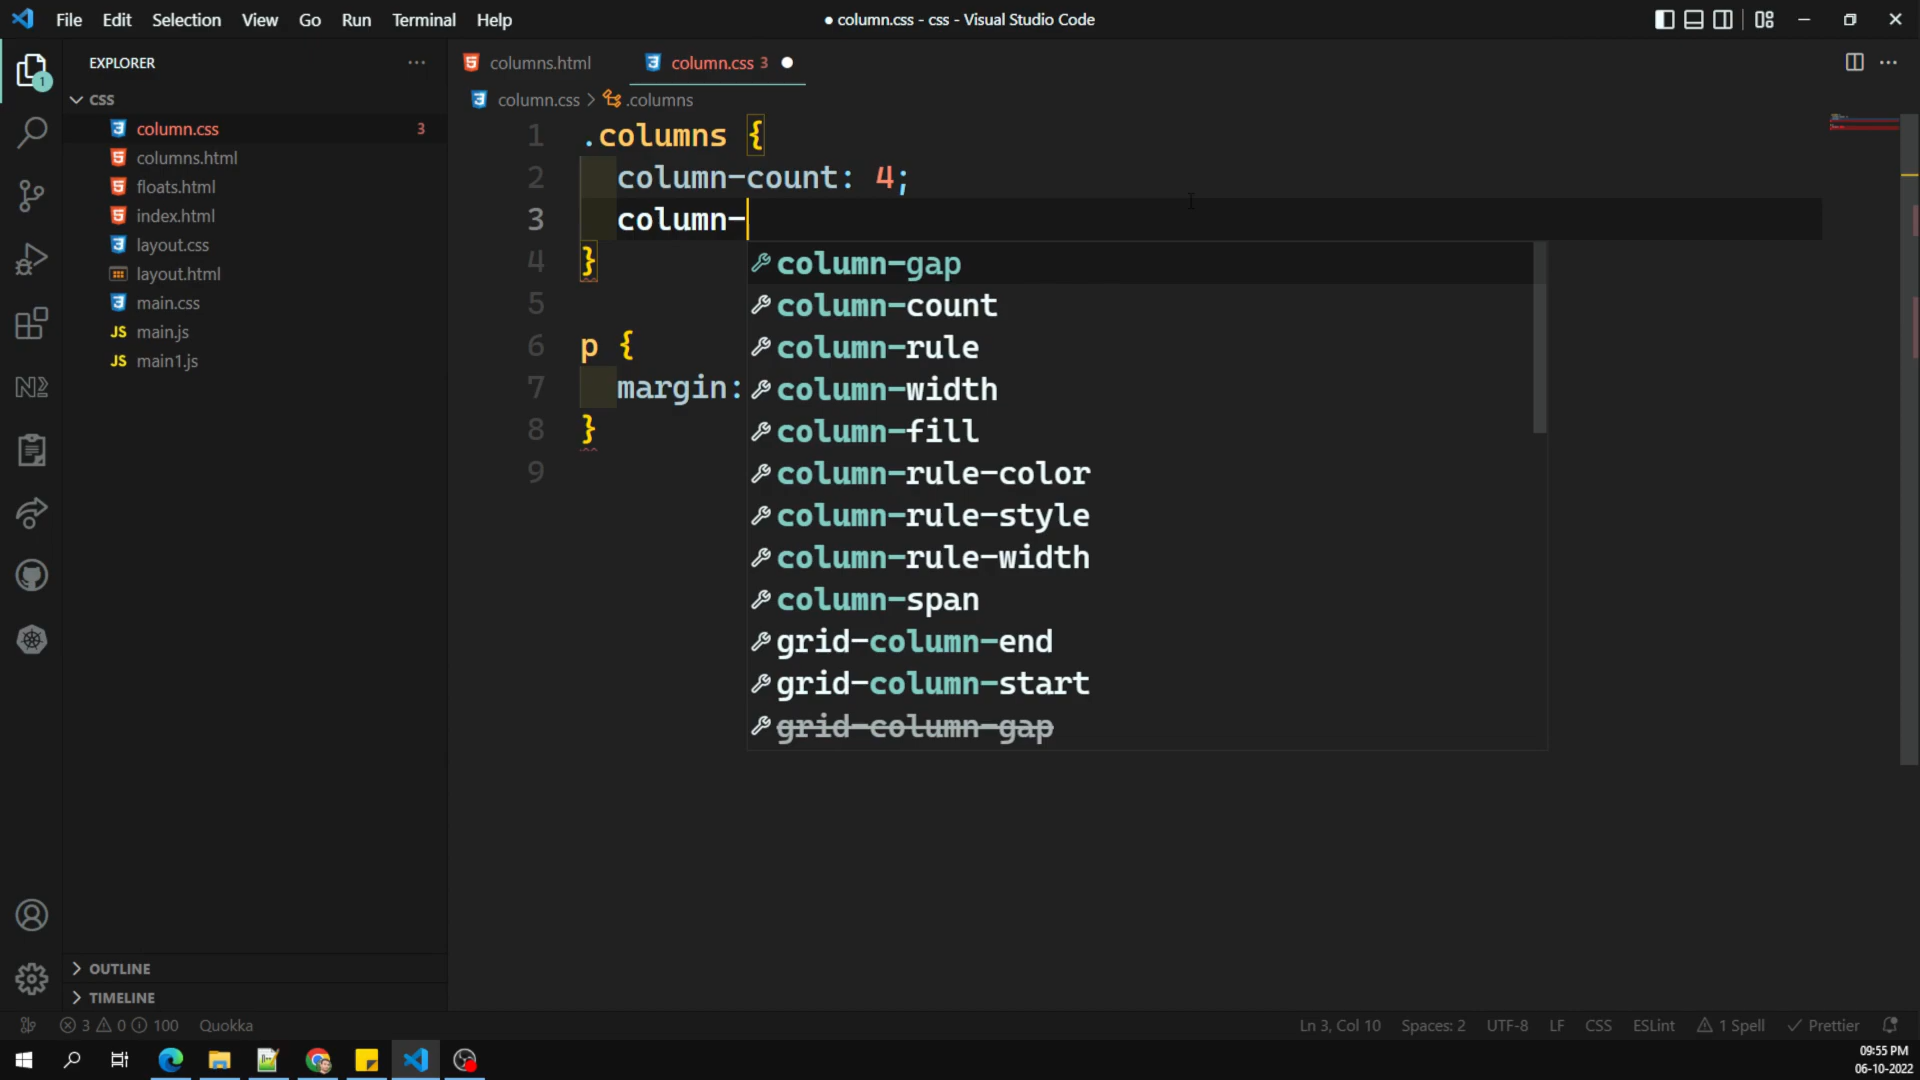 File Edit Selection View Go Run Terminal Help
● column.css - css - Visual Studio Code
EXPLORER
1
CSS
column.css 3
columns.html
floats.html
index.html
layout.css
layout.html
main.css
JS main.js
JS main1.js
OUTLINE
TIMELINE
columns.html
column.css 3
column.css > .columns
1 .columns {
2 column-count: 4;
3 column-
4 }
5
6 p {
7 margin:
8 }
9
column-gap
column-count
column-rule
column-width
column-fill
column-rule-color
column-rule-style
column-rule-width
column-span
grid-column-end
grid-column-start
grid-column-gap
3 0 100 Quokka
Ln 3, Col 10 Spaces: 2 UTF-8 LF CSS ESLint 1 Spell Prettier
09:55 PM
06-10-2022